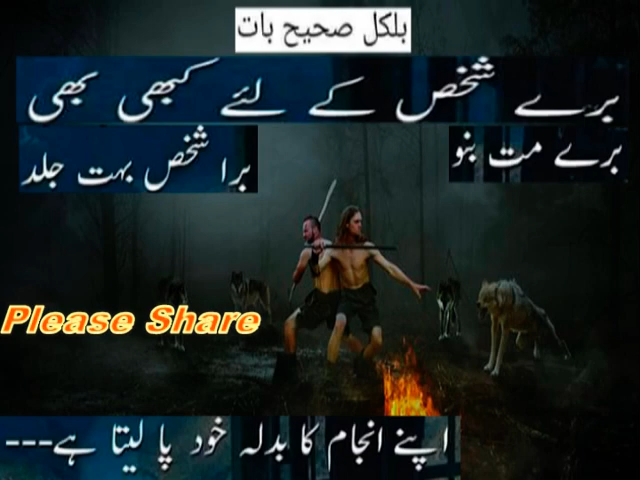 بلکل صحیح بات
برے شخص کے لئے کبھی بھی
برے مت بنو
برا شخص بہت جلد
Please Share
اپنے انجام کا بدلہ خود پا لیتا ہے---